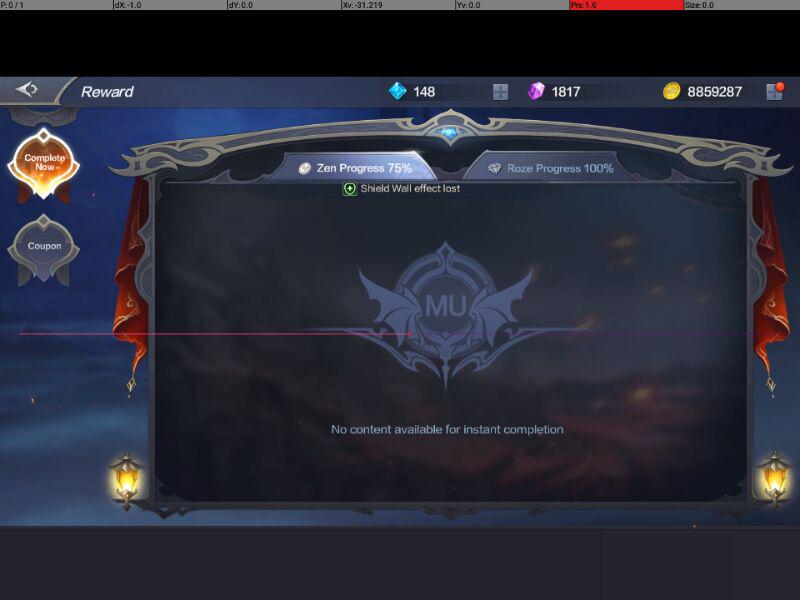 P: 0 / 1 dX: -1.0 dY: 0.0 Xv: -31.219 Yv: 0.0 Prs: 1.0 Size: 0.0
Reward 148 1817 8859287
Complete Now
Zen Progress 75% Roze Progress 100%
Shield Wall effect lost
Coupon
MU
No content available for instant completion